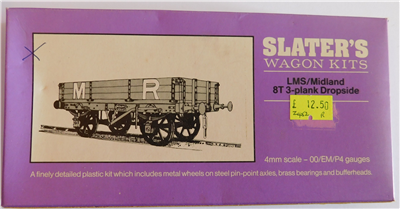 SLATER'S
WAGON KITS
LMS/Midland
8T 3-plank Dropside
£ 12.50
M R
4mm scale – 00/EM/P4 gauges
A finely detailed plastic kit which includes metal wheels on steel pin-point axles, brass bearings and bufferheads.